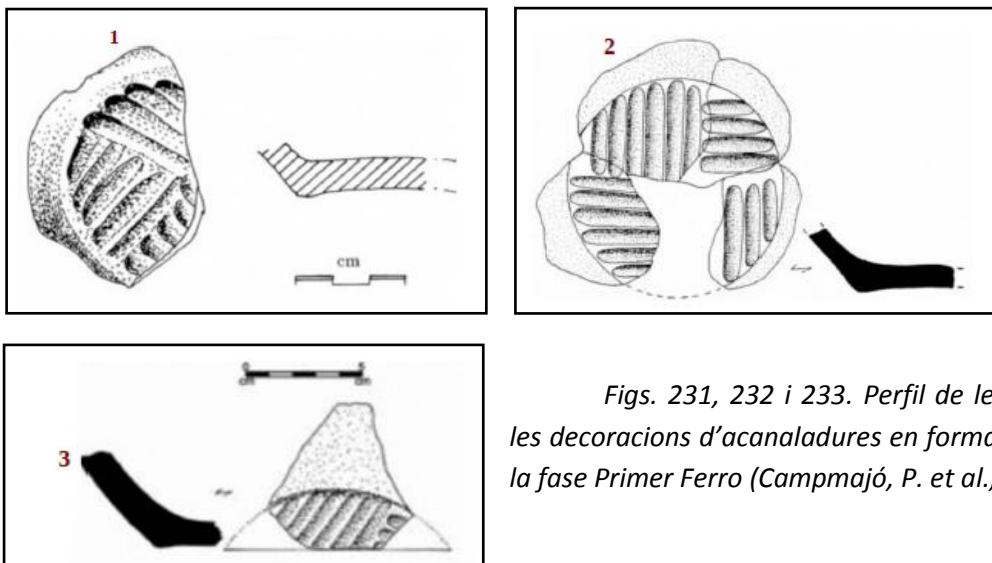 1
cm
2
3
Figs. 231, 232 i 233. Perfil de le
les decoracions d’acanaladures en forma
la fase Primer Ferro (Campmajó, P. et al.)